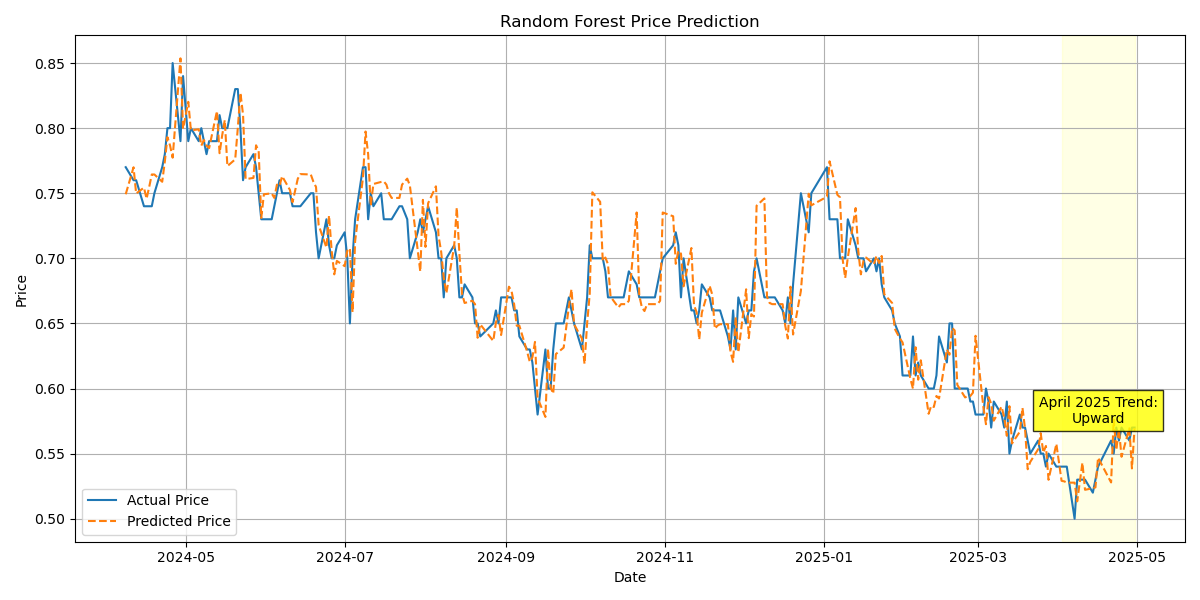 Random Forest Price Prediction
Price
0.85
0.80
0.75
0.70
0.65
0.60
0.55
0.50
April 2025 Trend:
Upward
Actual Price
Predicted Price
2024-05
2024-07
2024-09
2024-11
2025-01
2025-03
2025-05
Date